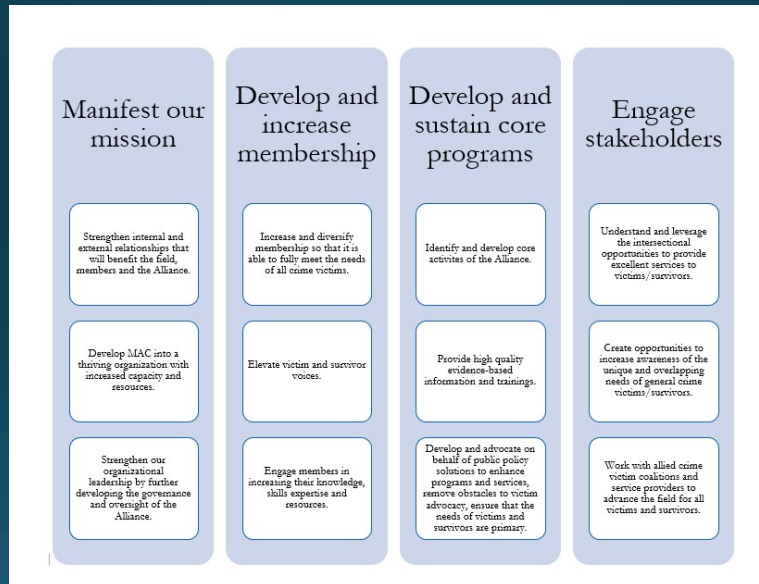 Manifest our
mission
Strengthen internal and
external relationships that
will benefit the field,
members and the Alliance.
Develop MAC into a
thriving organization with
increased capacity and
resources.
Strengthen our
organizational
leadership by further
developing the governance
and oversight of the
Alliance.
Develop and
increase
membership
Increase and diversify
membership so that it is
able to fully meet the needs
of all crime victims.
Elevate victim and survivor
voices.
Engage members in
increasing their knowledge,
skills expertise and
resources.
Develop and
sustain core
programs
Identify and develop core
activites of the Alliance.
Provide high quality
evidence-based
information and trainings.
Develop and advocate on
behalf of public policy
solutions to enhance
programs and services,
remove obstacles to victim
advocacy, ensure that the
needs of victims and
survivors are primary.
Engage
stakeholders
Understand and leverage
the intersectional
opportunities to provide
excellent services to
victims/survivors.
Create opportunities to
increase awareness of the
unique and overlapping
needs of general crime
victims/survivors.
Work with allied crime
victim coalitions and
service providers to
advance the field for all
victims and survivors.